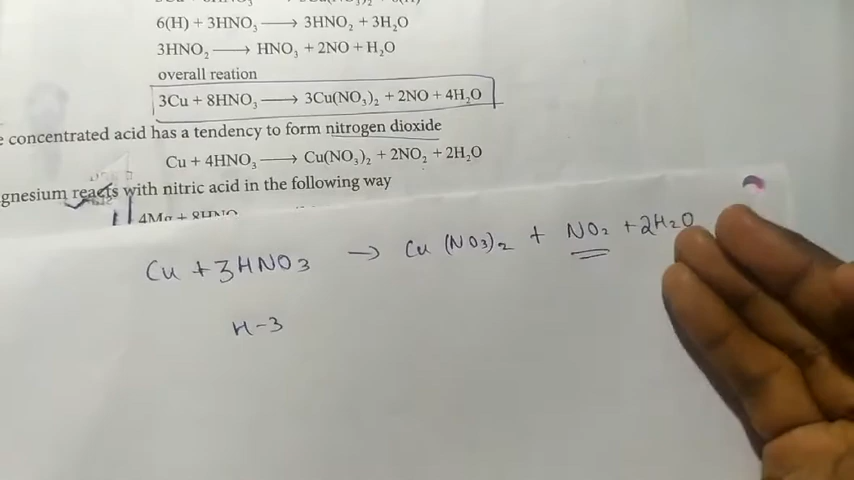 6(H) + 3HNO₃ ⟶ 3HNO₂ + 3H₂O
3HNO₂ ⟶ HNO₃ + 2NO + H₂O
overall reation
3Cu + 8HNO₃ ⟶ 3Cu(NO₃)₂ + 2NO + 4H₂O
concentrated acid has a tendency to form nitrogen dioxide
Cu + 4HNO₃ ⟶ Cu(NO₃)₂ + 2NO₂ + 2H₂O
gnesium reacts with nitric acid in the following way
4Mg + 8HNO
Cu + 3HNO₃ → Cu (NO₃)₂ + NO₂ + 2H₂O
H-3